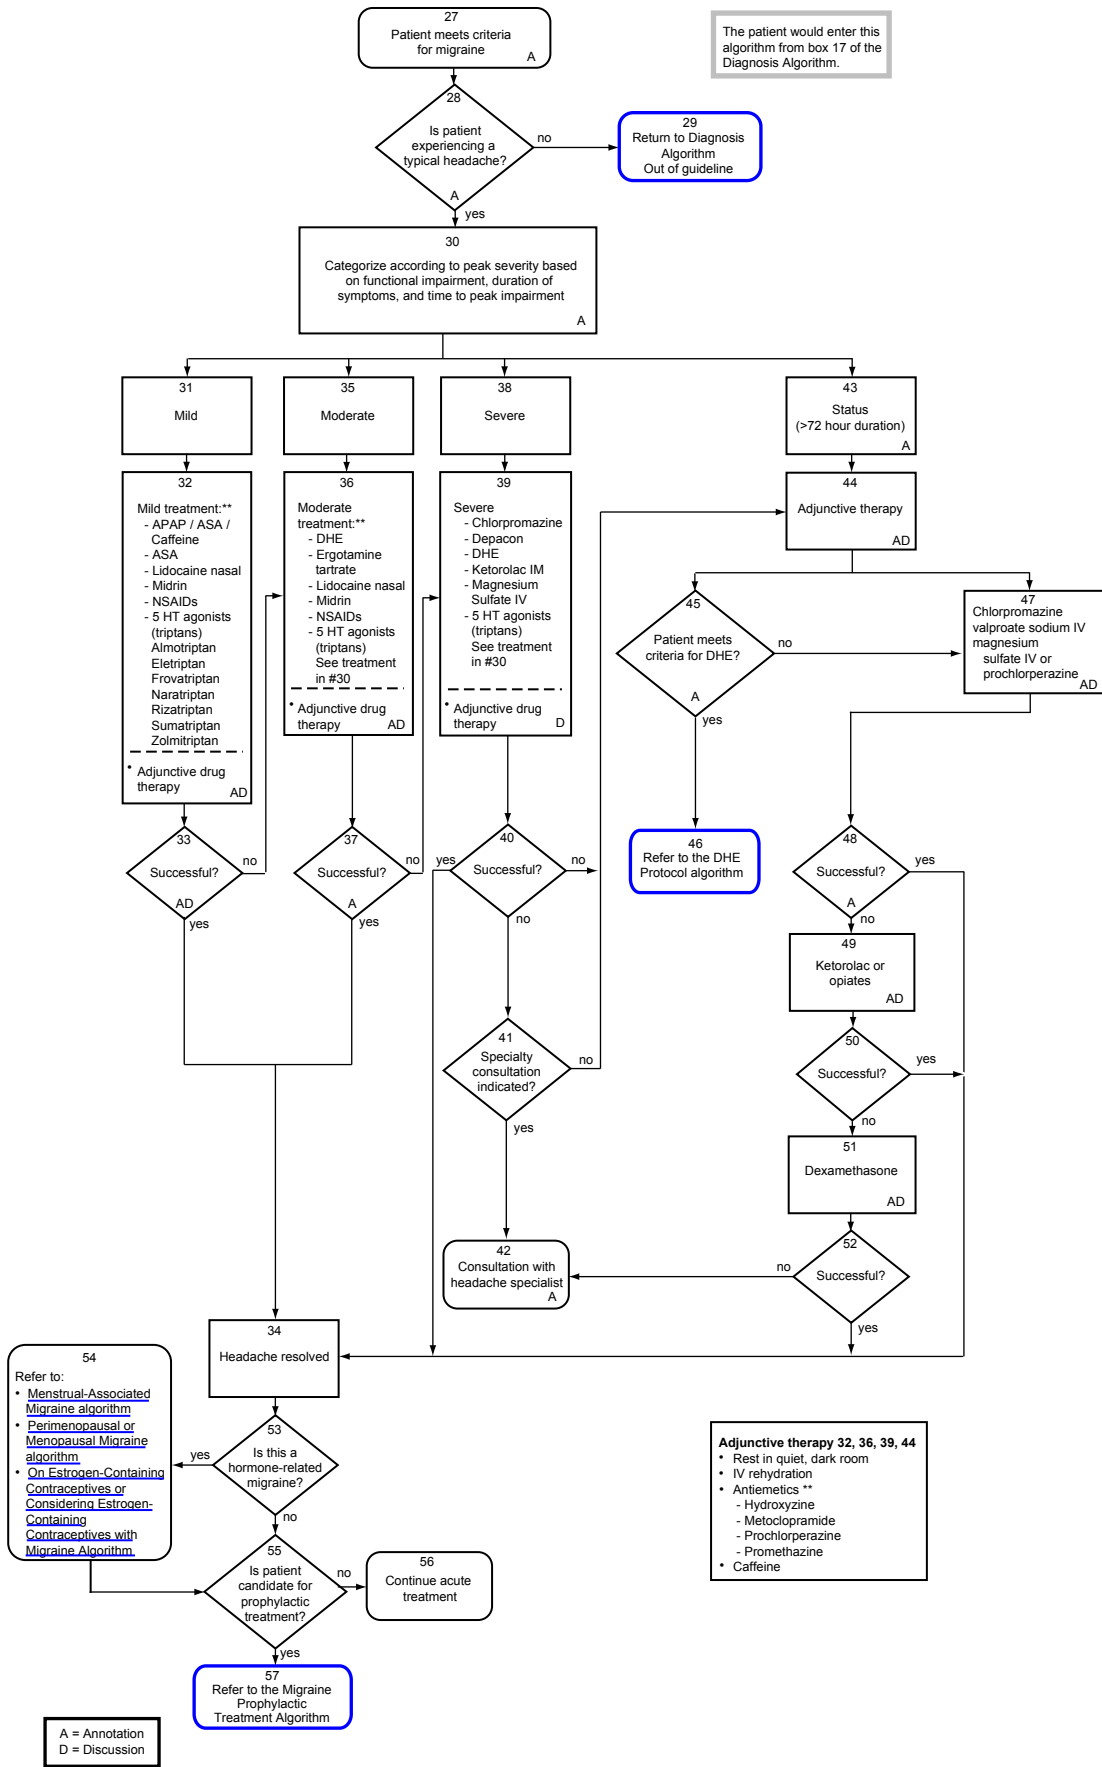 27
Patient meets criteria
for migraine
A
The patient would enter this
algorithm from box 17 of the
Diagnosis Algorithm.
28
Is patient
experiencing a
typical headache?
A
no
yes
29
Return to Diagnosis
Algorithm
Out of guideline
30
Categorize according to peak severity based
on functional impairment, duration of
symptoms, and time to peak impairment
A
31
Mild
35
Moderate
38
Severe
43
Status
(>72 hour duration)
A
32
Mild treatment:**
- APAP / ASA /
Caffeine
- ASA
- Lidocaine nasal
- Midrin
- NSAIDs
- 5 HT agonists
(triptans)
Almotriptan
Eletriptan
Frovatriptan
Naratriptan
Rizatriptan
Sumatriptan
Zolmitriptan
* Adjunctive drug
therapy
AD
36
Moderate
treatment:**
- DHE
- Ergotamine
tartrate
- Lidocaine nasal
- Midrin
- NSAIDs
- 5 HT agonists
(triptans)
See treatment
in #30
* Adjunctive drug
therapy
AD
39
Severe
- Chlorpromazine
- Depacon
- DHE
- Ketorolac IM
- Magnesium
Sulfate IV
- 5 HT agonists
(triptans)
See treatment
in #30
* Adjunctive drug
therapy
D
44
Adjunctive therapy
AD
45
Patient meets
criteria for DHE?
A
no
yes
47
Chlorpromazine
valproate sodium IV
magnesium
sulfate IV or
prochlorperazine
AD
33
Successful?
AD
no
yes
37
Successful?
A
no
yes
40
Successful?
yes
no
no
46
Refer to the DHE
Protocol algorithm
48
Successful?
A
yes
no
49
Ketorolac or
opiates
AD
41
Specialty
consultation
indicated?
no
yes
50
Successful?
yes
no
51
Dexamethasone
AD
42
Consultation with
headache specialist
A
52
Successful?
no
yes
34
Headache resolved
54
Refer to:
• Menstrual-Associated
Migraine algorithm
• Perimenopausal or
Menopausal Migraine
algorithm
• On Estrogen-Containing
Contraceptives or
Considering Estrogen-
Containing
Contraceptives with
Migraine Algorithm
53
Is this a
hormone-related
migraine?
yes
no
55
Is patient
candidate for
prophylactic
treatment?
no
yes
56
Continue acute
treatment
57
Refer to the Migraine
Prophylactic
Treatment Algorithm
Adjunctive therapy 32, 36, 39, 44
• Rest in quiet, dark room
• IV rehydration
• Antiemetics **
- Hydroxyzine
- Metoclopramide
- Prochlorperazine
- Promethazine
• Caffeine
A = Annotation
D = Discussion